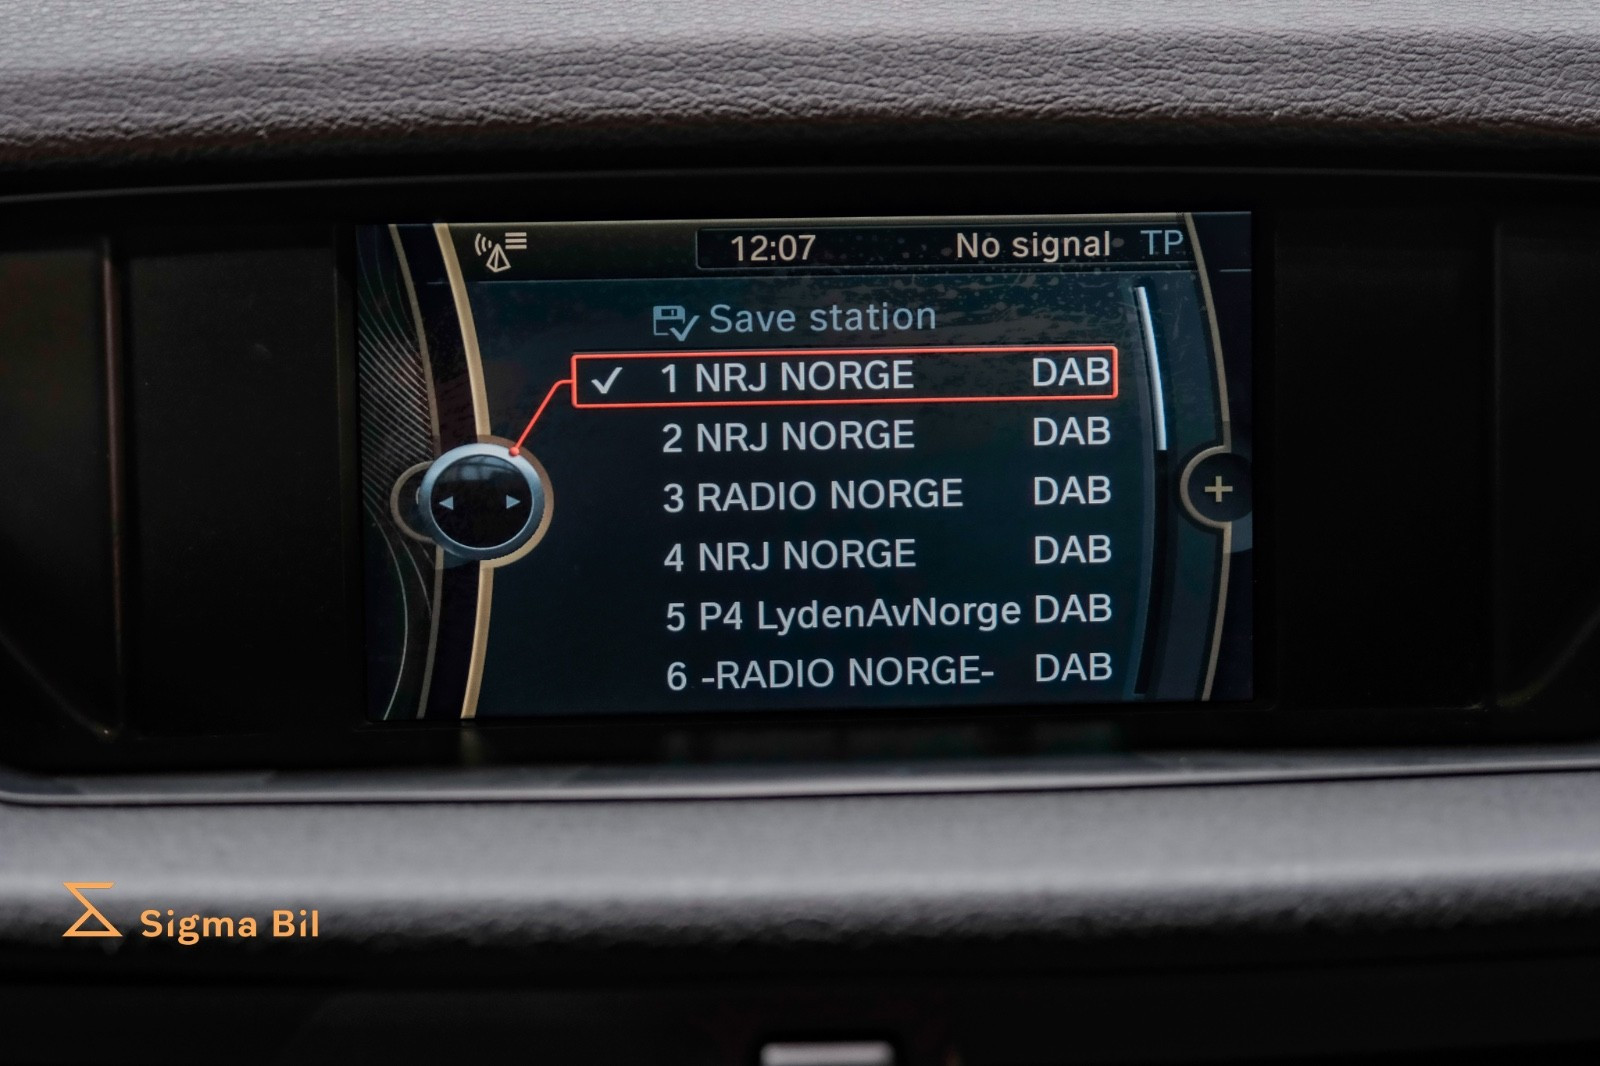 12:07 No signal TP
Save station
1 NRJ NORGE DAB
2 NRJ NORGE DAB
3 RADIO NORGE DAB
4 NRJ NORGE DAB
5 P4 LydenAvNorge DAB
6 -RADIO NORGE- DAB
Sigma Bil